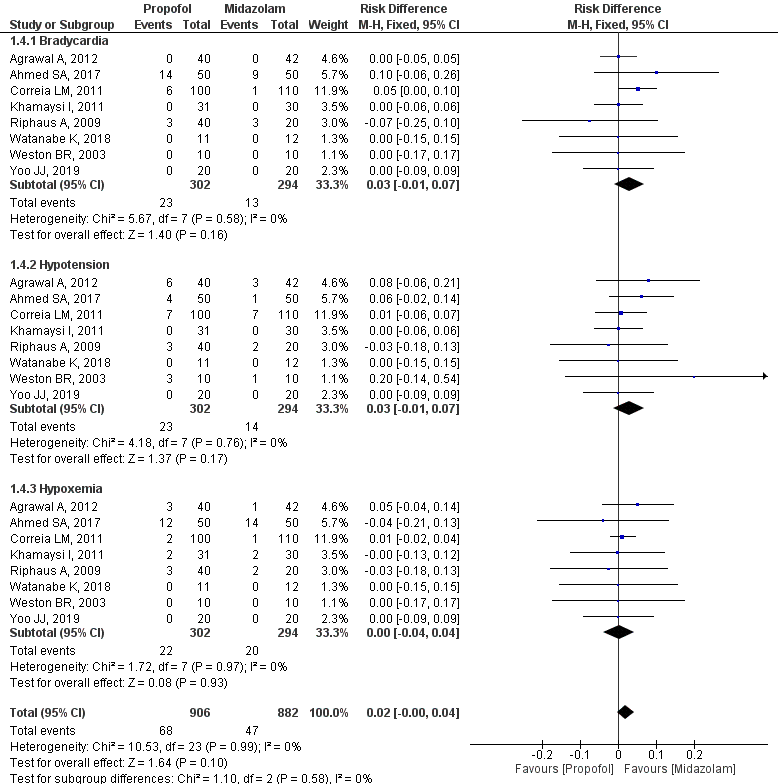 Propofol Midazolam Risk Difference Risk Difference
Study or Subgroup Events Total Events Total Weight M-H, Fixed, 95% CI M-H, Fixed, 95% CI
1.4.1 Bradycardia
Agrawal A, 2012 0 40 0 42 4.6% 0.00 [-0.05, 0.05]
Ahmed SA, 2017 14 50 9 50 5.7% 0.10 [-0.06, 0.26]
Correia LM, 2011 6 100 1 110 11.9% 0.05 [0.00, 0.10]
Khamaysi I, 2011 0 31 0 30 4.6% 0.00 [-0.06, 0.06]
Riphaus A, 2009 3 40 3 20 5.4% -0.07 [-0.25, 0.10]
Watanabe K, 2018 0 11 0 12 4.6% 0.00 [-0.15, 0.15]
Weston BR, 2003 0 10 0 10 1.1% 0.00 [-0.17, 0.17]
Yoo JJ, 2019 0 20 0 20 2.3% 0.00 [-0.09, 0.09]
Subtotal (95% CI) 302 294 33.3% 0.03 [-0.01, 0.07]
Total events 23 13
Heterogeneity: Chi² = 5.67, df = 7 (P = 0.58); I² = 0%
Test for overall effect: Z = 1.40 (P = 0.16)
1.4.2 Hypotension
Agrawal A, 2012 6 40 3 42 4.6% 0.08 [-0.06, 0.21]
Ahmed SA, 2017 4 50 1 50 5.7% 0.06 [-0.02, 0.14]
Correia LM, 2011 7 100 7 110 11.9% 0.01 [-0.06, 0.07]
Khamaysi I, 2011 0 31 0 30 4.6% 0.00 [-0.06, 0.06]
Riphaus A, 2009 3 40 2 20 5.4% -0.03 [-0.18, 0.13]
Watanabe K, 2018 0 11 0 12 4.6% 0.00 [-0.15, 0.15]
Weston BR, 2003 3 10 1 10 1.1% 0.20 [-0.14, 0.54]
Yoo JJ, 2019 0 20 0 20 2.3% 0.00 [-0.09, 0.09]
Subtotal (95% CI) 302 294 33.3% 0.03 [-0.01, 0.07]
Total events 23 14
Heterogeneity: Chi² = 4.18, df = 7 (P = 0.76); I² = 0%
Test for overall effect: Z = 1.37 (P = 0.17)
1.4.3 Hypoxemia
Agrawal A, 2012 3 40 1 42 4.6% 0.05 [-0.04, 0.14]
Ahmed SA, 2017 12 50 14 50 5.7% -0.04 [-0.21, 0.13]
Correia LM, 2011 2 100 1 110 11.9% 0.01 [-0.02, 0.04]
Khamaysi I, 2011 2 31 2 30 4.6% -0.00 [-0.13, 0.12]
Riphaus A, 2009 3 40 2 20 5.4% -0.03 [-0.18, 0.13]
Watanabe K, 2018 0 11 0 12 4.6% 0.00 [-0.15, 0.15]
Weston BR, 2003 0 10 0 10 1.1% 0.00 [-0.17, 0.17]
Yoo JJ, 2019 0 20 0 20 2.3% 0.00 [-0.09, 0.09]
Subtotal (95% CI) 302 294 33.3% 0.00 [-0.04, 0.04]
Total events 22 20
Heterogeneity: Chi² = 1.72, df = 7 (P = 0.97); I² = 0%
Test for overall effect: Z = 0.08 (P = 0.93)
Total (95% CI) 906 882 100.0% 0.02 [-0.00, 0.04]
Total events 68 47
Heterogeneity: Chi² = 10.53, df = 23 (P = 0.99); I² = 0%
-0.2 -0.1 0 0.1 0.2
Test for overall effect: Z = 1.64 (P = 0.10)
Favours [Propofol] Favours [Midazolam]
Test for subgroup differences: Chi² = 1.10, df = 2 (P = 0.58), I² = 0%